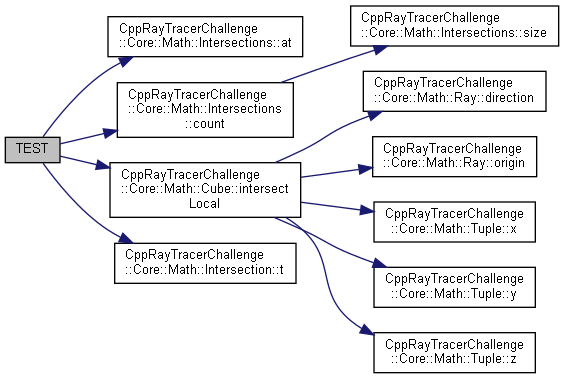 TEST
CppRayTracerChallenge
::Core::Math::Intersections::at
CppRayTracerChallenge
::Core::Math::Intersections
::count
CppRayTracerChallenge
::Core::Math::Cube::intersect
Local
CppRayTracerChallenge
::Core::Math::Intersection::t
CppRayTracerChallenge
::Core::Math::Intersections::size
CppRayTracerChallenge
::Core::Math::Ray::direction
CppRayTracerChallenge
::Core::Math::Ray::origin
CppRayTracerChallenge
::Core::Math::Tuple::x
CppRayTracerChallenge
::Core::Math::Tuple::y
CppRayTracerChallenge
::Core::Math::Tuple::z